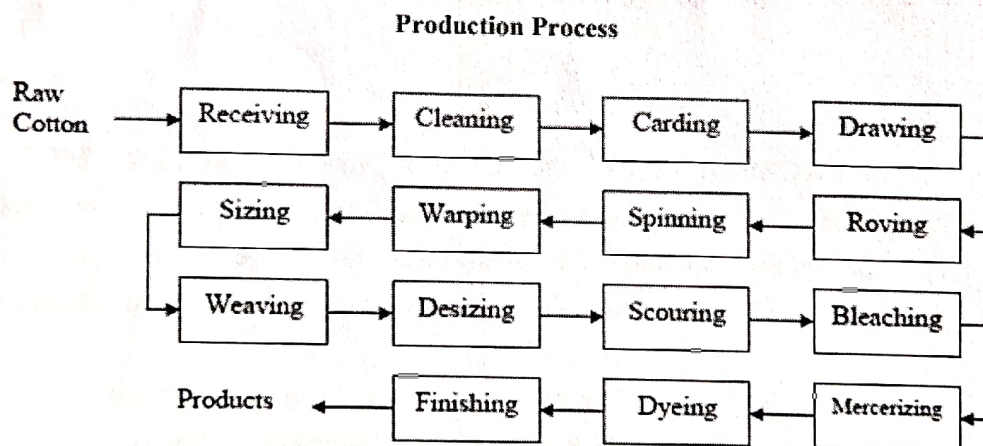 Production Process
Raw
Cotton
Receiving
Cleaning
Carding
Drawing
Sizing
Warping
Spinning
Roving
Weaving
Desizing
Scouring
Bleaching
Products
Finishing
Dyeing
Mercerizing